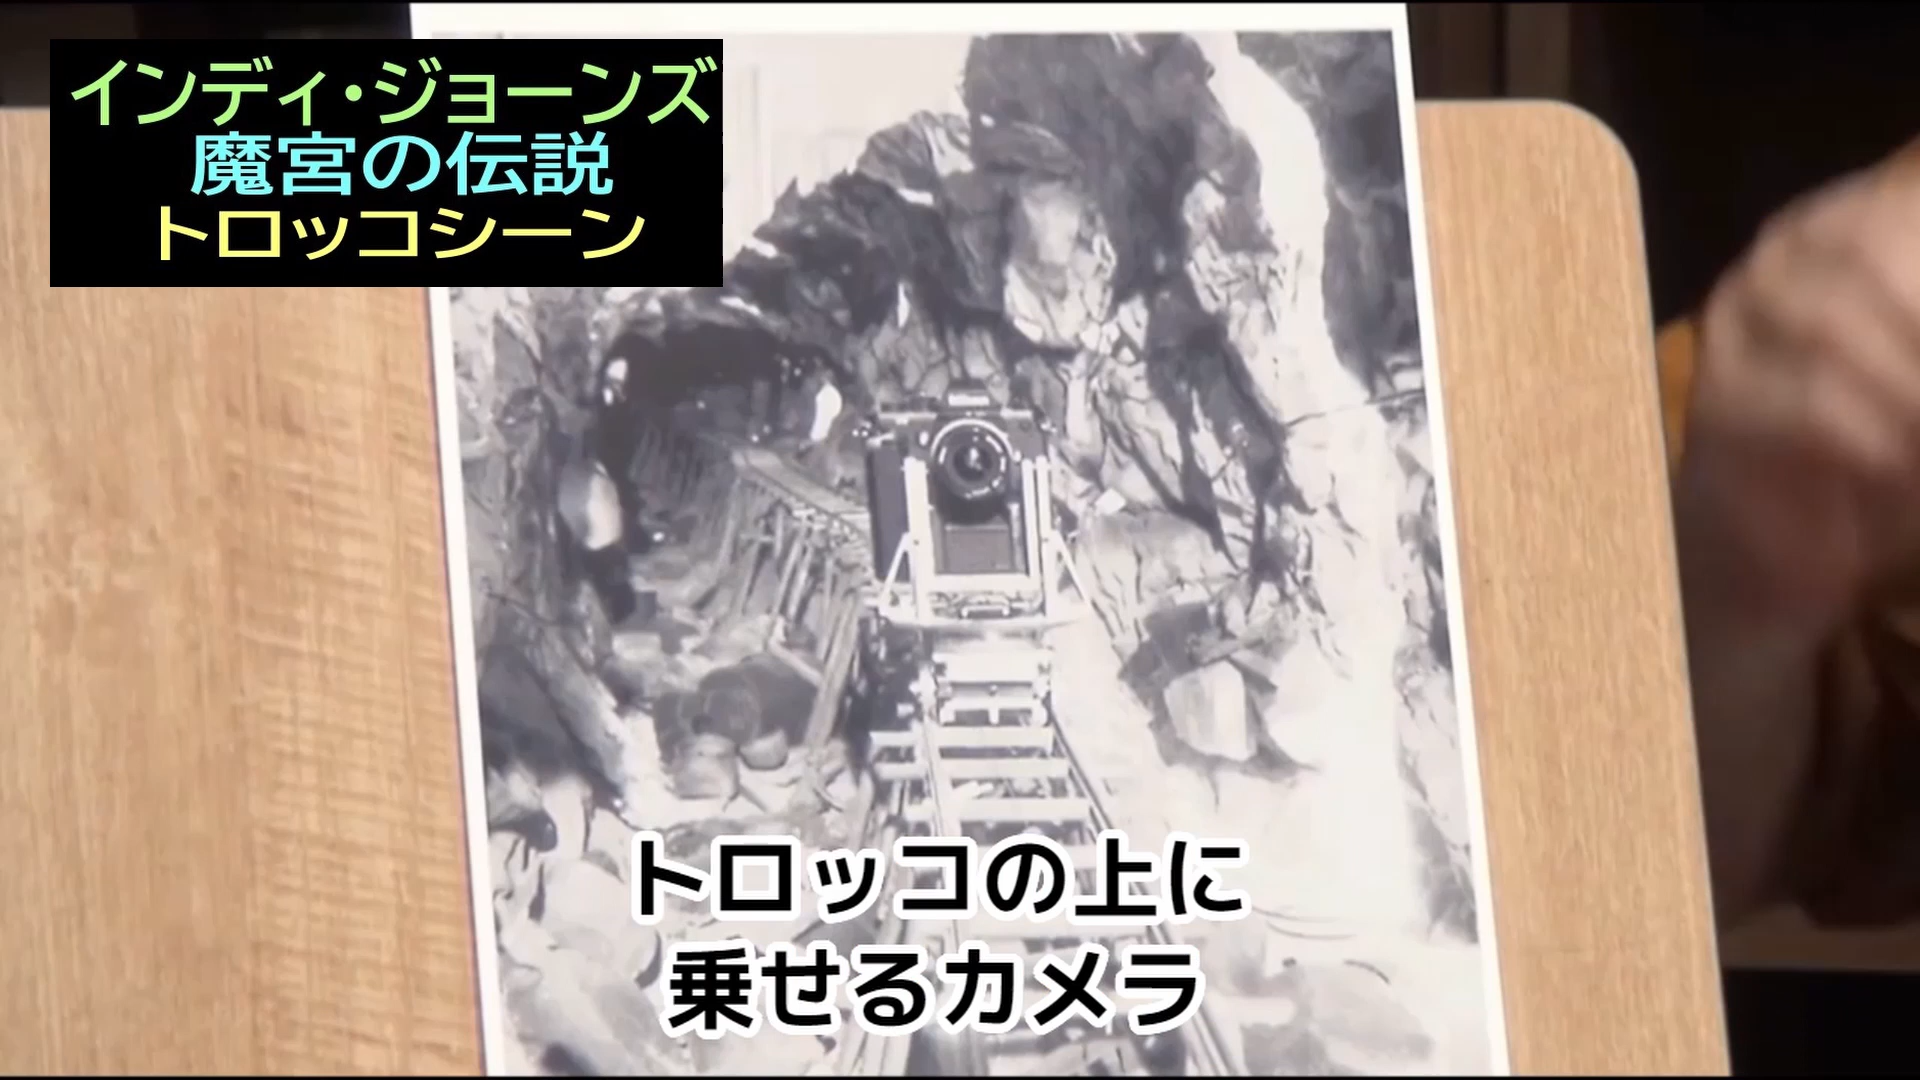 インディ・ジョーンズ
魔宮の伝説
トロッコシーン
トロッコの上に
乗せるカメラ